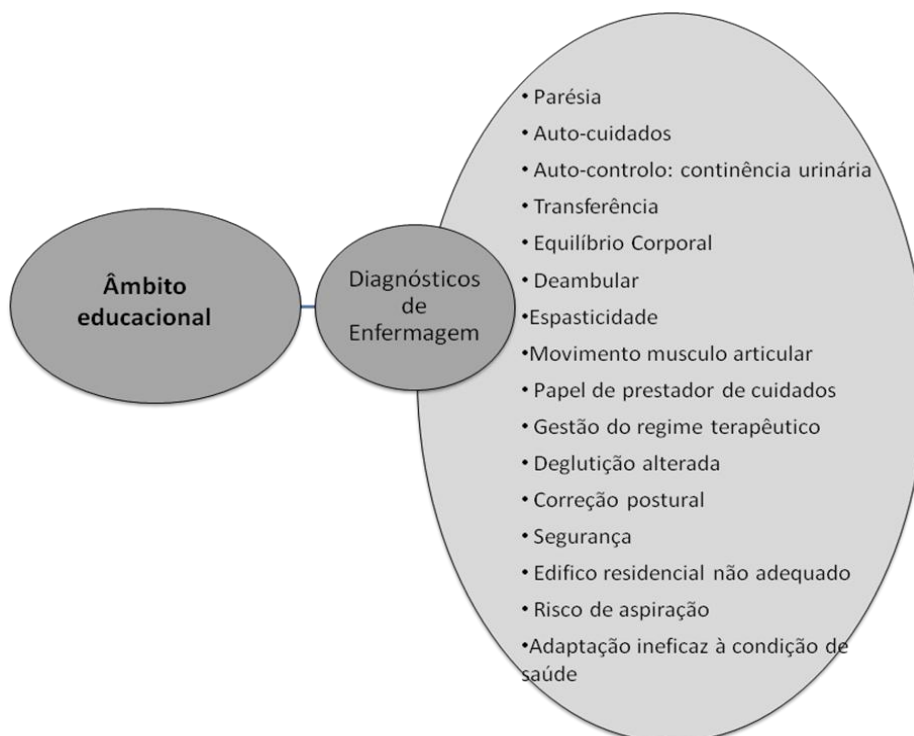 Âmbito
educacional
Diagnósticos
de
Enfermagem
• Parésia
• Auto-cuidados
• Auto-controlo: continência urinária
• Transferência
• Equilíbrio Corporal
• Deambular
•Espasticidade
•Movimento musculo articular
• Papel de prestador de cuidados
• Gestão do regime terapêutico
• Deglutição alterada
• Correção postural
• Segurança
• Edifico residencial não adequado
• Risco de aspiração
•Adaptação ineficaz à condição de
saúde